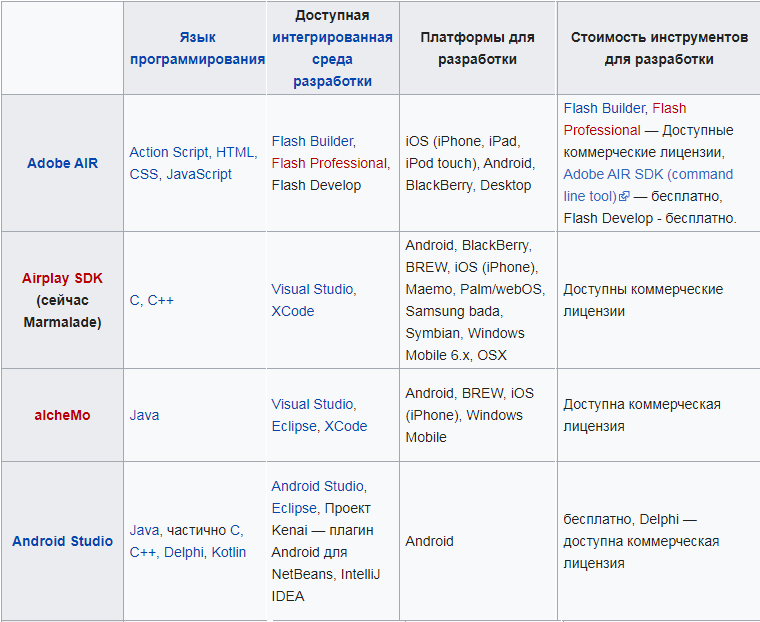 Язык
программирования
Доступная
интегрированная
среда
разработки
Платформы для
разработки
Стоимость инструментов
для разработки
Adobe AIR
Action Script, HTML,
CSS, JavaScript
Flash Builder,
Flash Professional,
Flash Develop
iOS (iPhone, iPad,
iPod touch), Android,
BlackBerry, Desktop
Flash Builder, Flash
Professional — Доступные
коммерческие лицензии,
Adobe AIR SDK (command
line tool) — бесплатно,
Flash Develop - бесплатно.
Airplay SDK
(сейчас
Marmalade)
C, C++
Visual Studio,
XCode
Android, BlackBerry,
BREW, iOS (iPhone),
Maemo, Palm/webOS,
Samsung bada,
Symbian, Windows
Mobile 6.x, OSX
Доступны коммерческие
лицензии
alcheMo
Java
Visual Studio,
Eclipse, XCode
Android, BREW, iOS
(iPhone), Windows
Mobile
Доступна коммерческая
лицензия
Android Studio
Java, частично C,
C++, Delphi, Kotlin
Android Studio,
Eclipse, Проект
Kenai — плагин
Android для
NetBeans, IntelliJ
IDEA
Android
бесплатно, Delphi —
доступна коммерческая
лицензия